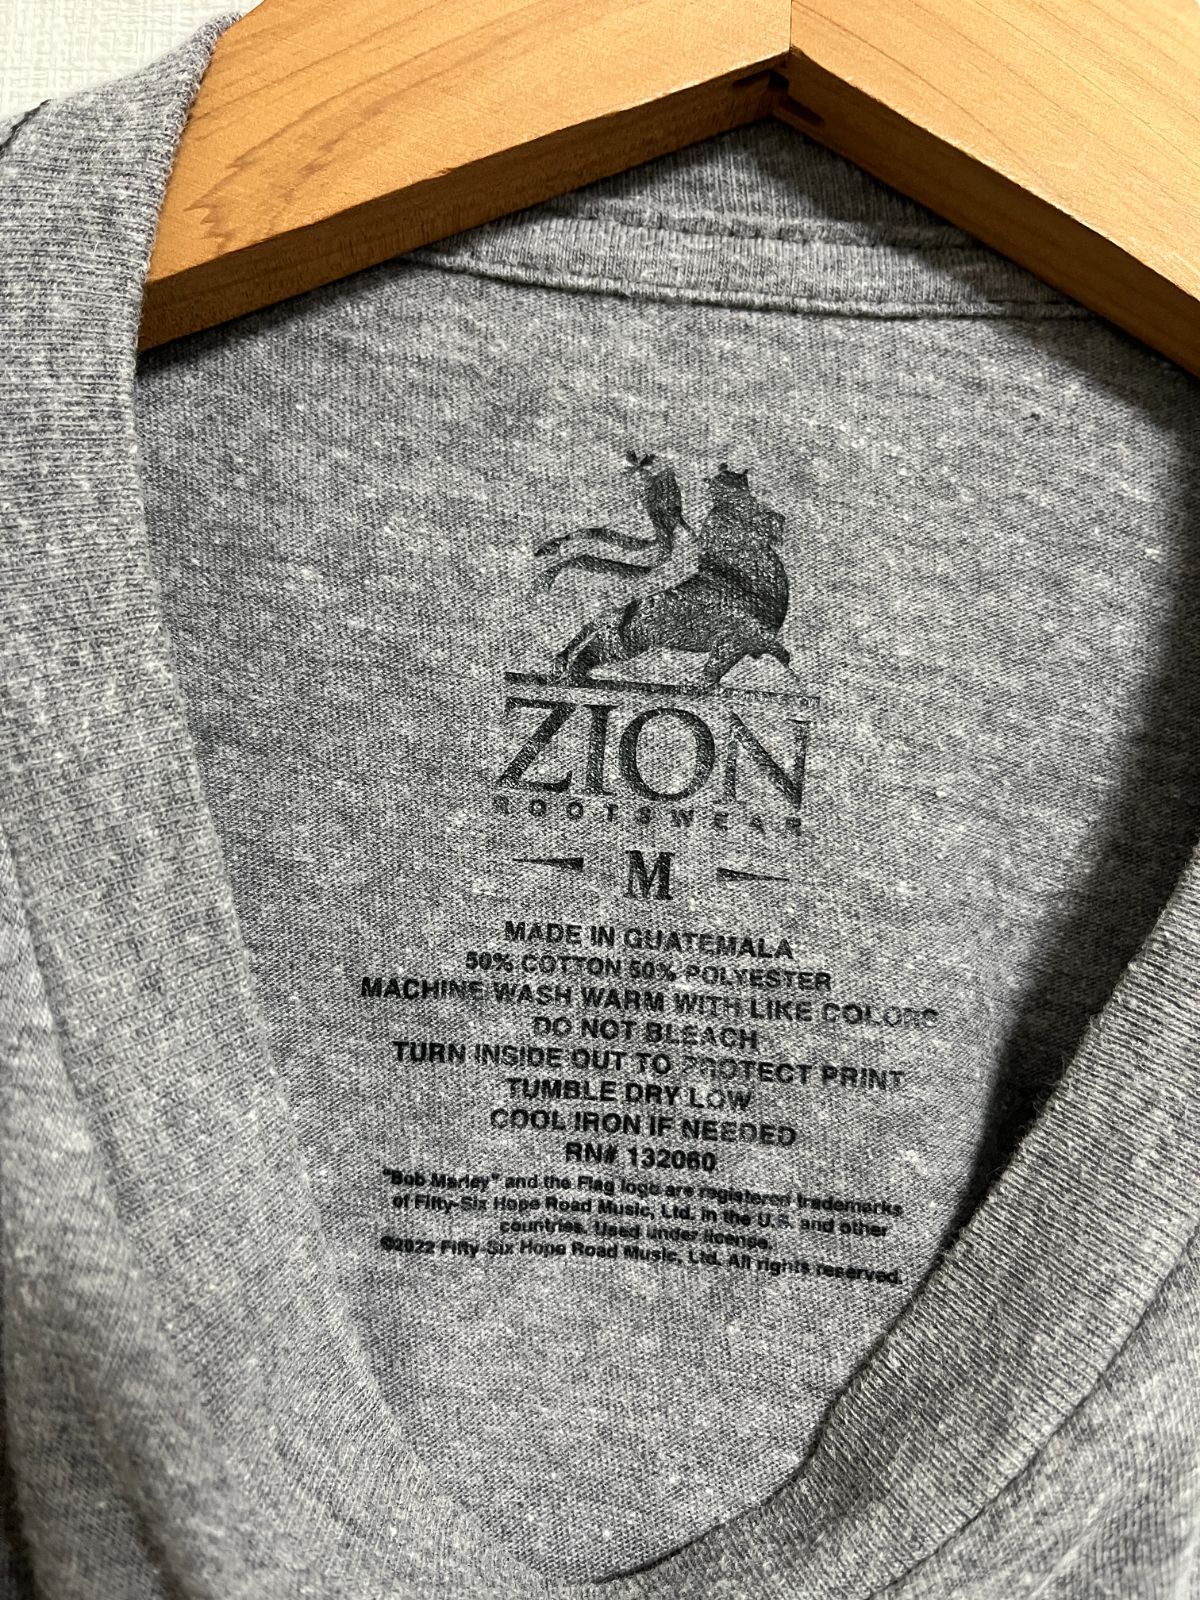 ZION
ROOTSWEAR
M
MADE IN GUATEMALA
50% COTTON 50% POLYESTER
MACHINE WASH WARM WITH LIKE COLORS
DO NOT BLEACH
TURN INSIDE OUT TO PROTECT PRINT
TUMBLE DRY LOW
COOL IRON IF NEEDED
RN# 132060
"Bob Marley" and the Flag logo are registered trademarks
of Fifty-Six Hope Road Music, Ltd. in the U.S. and other
countries. Used under license.
©2022 Fifty-Six Hope Road Music, Ltd. All rights reserved.